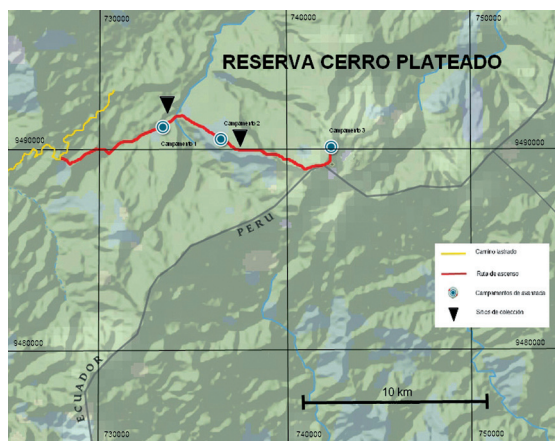 730000
740000
750000
RESERVA CERRO PLATEADO
Campamento 1
Campamento 2
Campamento 3
9490000
9490000
PERU
ECUADOR
Camino lastrado
Ruta de ascenso
Campamentos de avanzada
Sitios de colección
9480000
9480000
10 km
730000
740000
750000